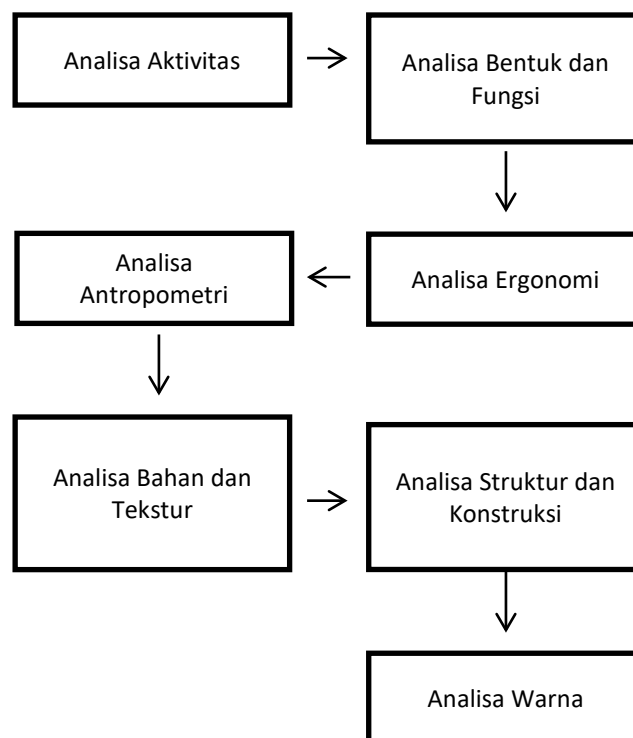 Analisa Aktivitas
Analisa Bentuk dan
Fungsi
Analisa
Antropometri
Analisa Ergonomi
Analisa Bahan dan
Tekstur
Analisa Struktur dan
Konstruksi
Analisa Warna